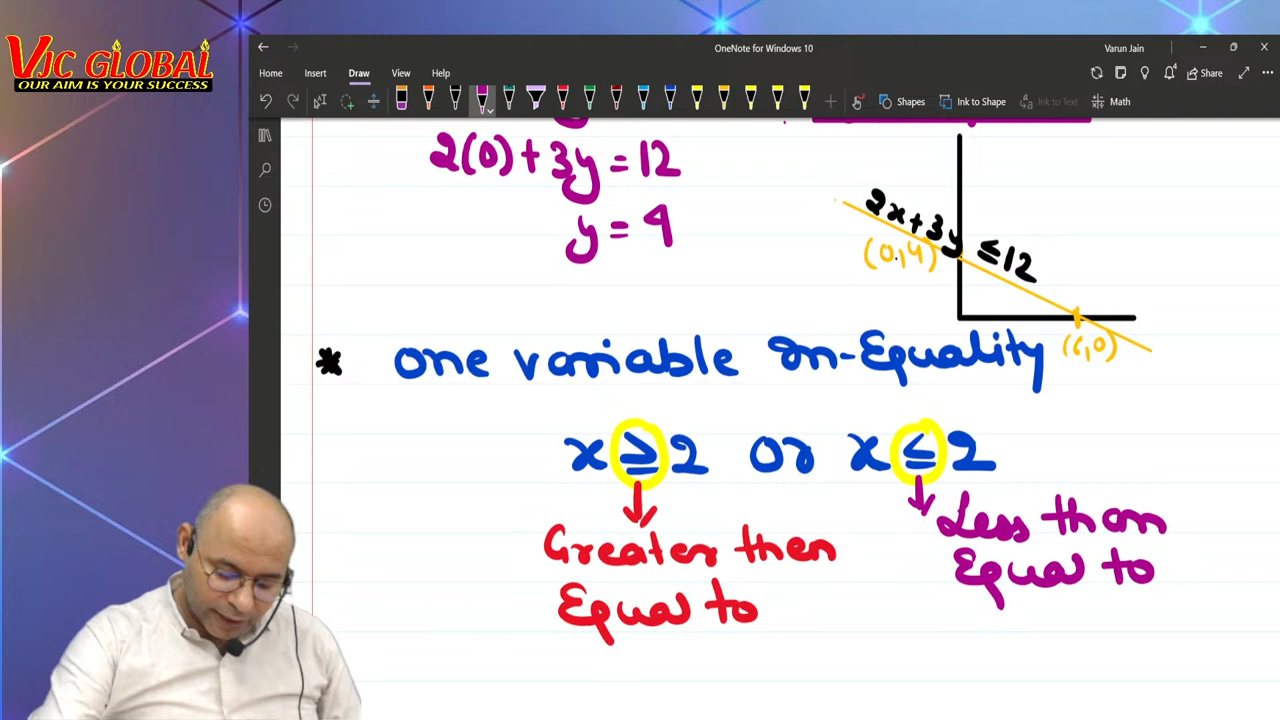 VJC GLOBAL
OUR AIM IS YOUR SUCCESS
OneNote for Windows 10
Varun Jain
Home Insert Draw View Help
Share
Shapes Ink to Shape Ink to Text Math
2(0) + 3y = 12
y = 4
2x + 3y ≤ 12
(0,4)
(6,0)
* One variable In-Equality
x ≥ 2 or x ≤ 2
Greater then
Equal to
Less than
Equal to